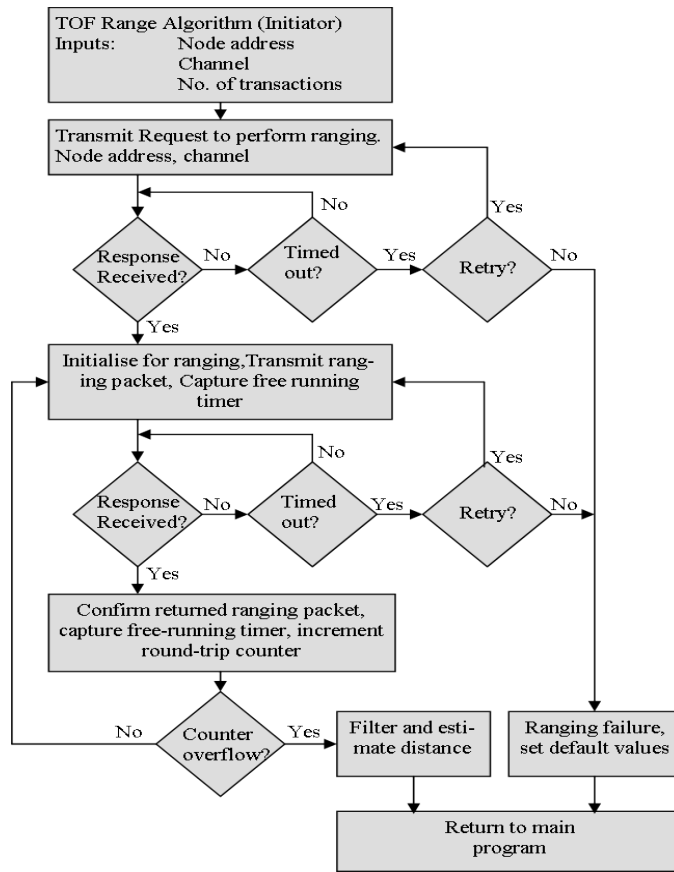 TOF Range Algorithm (Initiator)
Inputs: Node address
Channel
No. of transactions
Transmit Request to perform ranging.
Node address, channel
No
Yes
Response
Received?
No
Timed
out?
Yes
Retry?
No
Yes
Initialise for ranging,Transmit rang-
ing packet, Capture free running
timer
No
Yes
Response
Received?
No
Timed
out?
Yes
Retry?
No
Yes
Confirm returned ranging packet,
capture free-running timer, increment
round-trip counter
No
Counter
overflow?
Yes
Filter and esti-
mate distance
Ranging failure,
set default values
Return to main
program